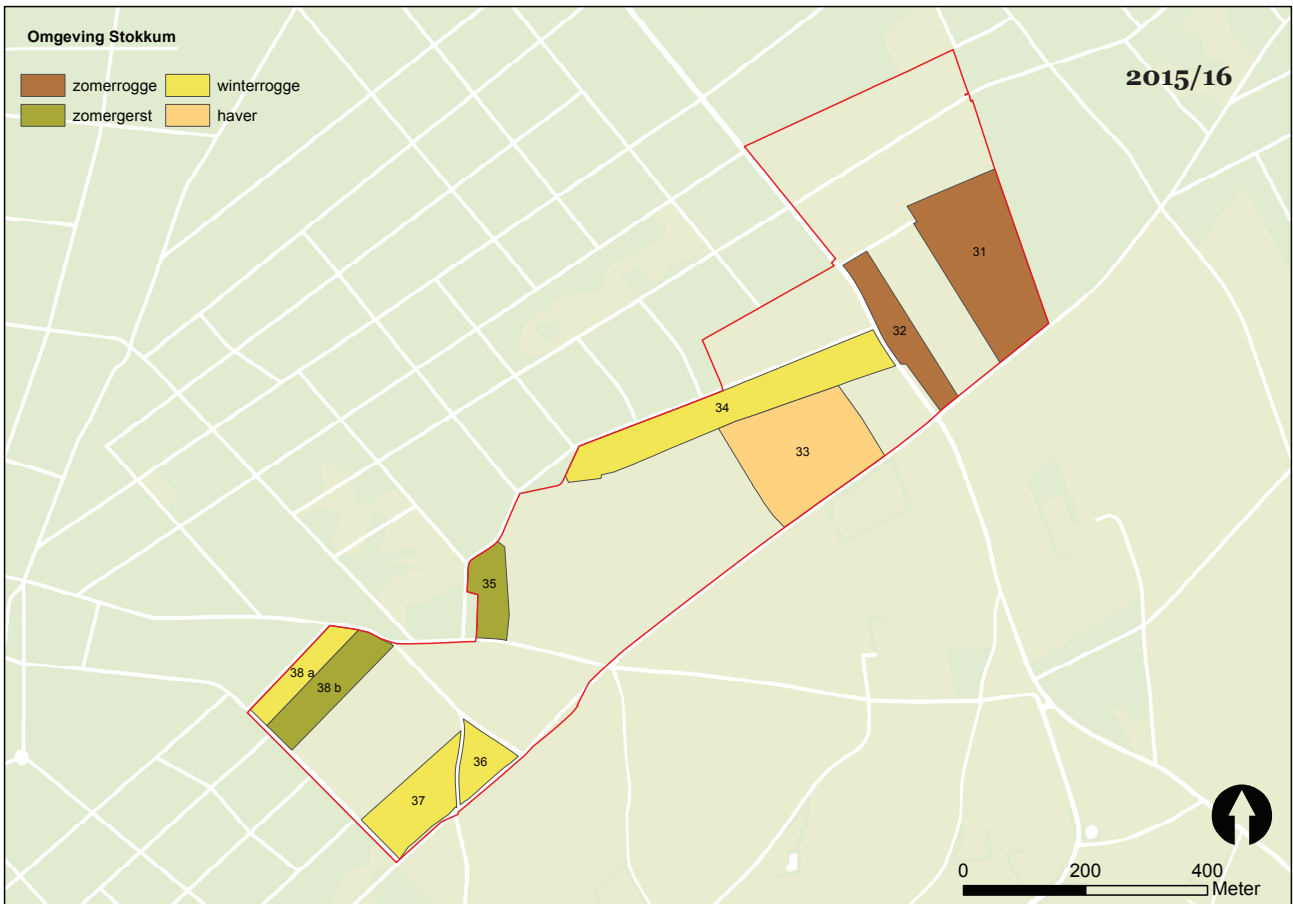 Omgeving Stokkum
2015/16
zomerrogge winterrogge
zomergerst haver
31
32
34
33
35
38 a
38 b
36
37
0 200 400
Meter